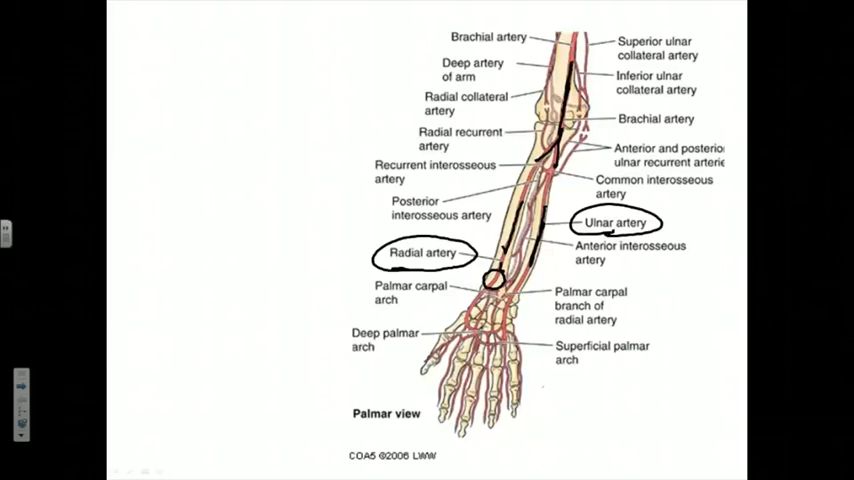 Brachial artery
Deep artery
of arm
Radial collateral
artery
Radial recurrent
artery
Recurrent interosseous
artery
Posterior
interosseous artery
Radial artery
Palmar carpal
arch
Deep palmar
arch
Superior ulnar
collateral artery
Inferior ulnar
collateral artery
Brachial artery
Anterior and posterio
ulnar recurrent arterie
Common interosseous
artery
Ulnar artery
Anterior interosseous
artery
Palmar carpal
branch of
radial artery
Superficial palmar
arch
Palmar view
COA5 ©2006 LWW